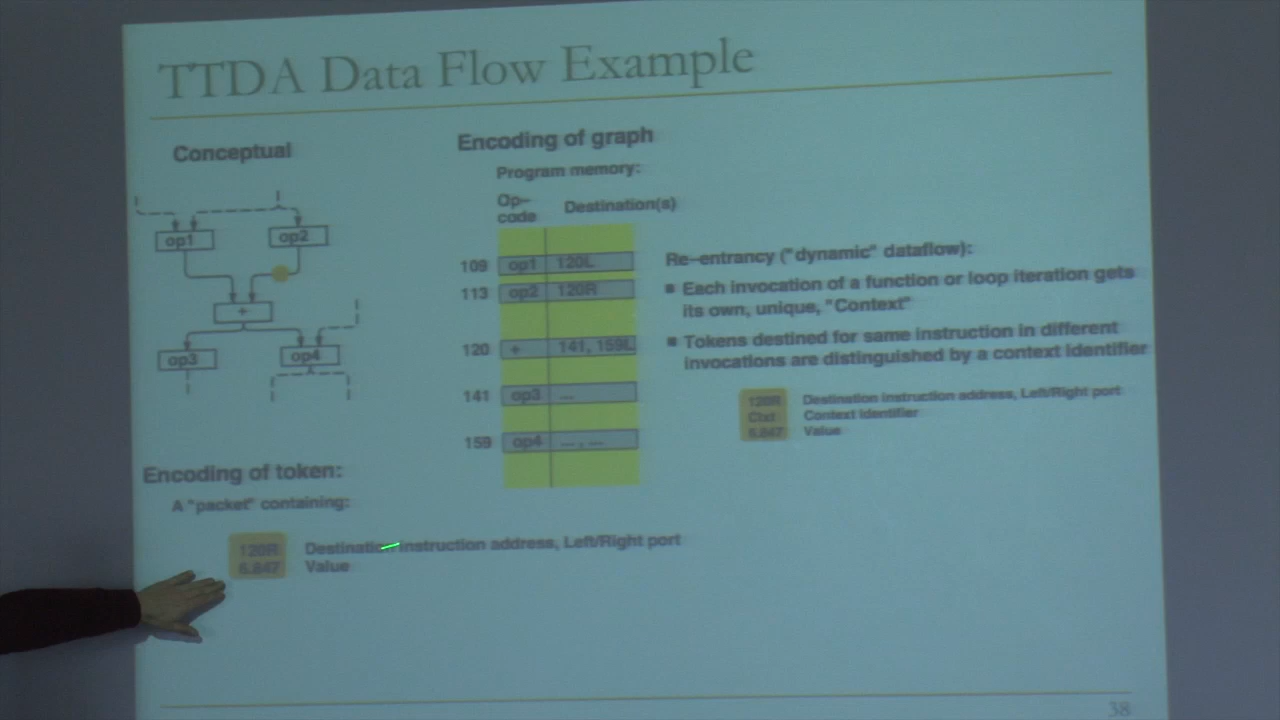 TTDA Data Flow Example
Conceptual
op1
op2
+
op3
op4
Encoding of graph
Program memory:
Op-
code
Destination(s)
109 op1 120L
113 op2 120R
120 + 141, 159L
141 op3 ...
159 op4 ... , ...
Re-entrancy ("dynamic" dataflow):
Each invocation of a function or loop iteration gets
its own, unique, "Context"
Tokens destined for same instruction in different
invocations are distinguished by a context identifier
120R Destination instruction address, Left/Right port
Ctxt Context Identifier
6.847 Value
Encoding of token:
A "packet" containing:
120R Destination instruction address, Left/Right port
6.847 Value
38